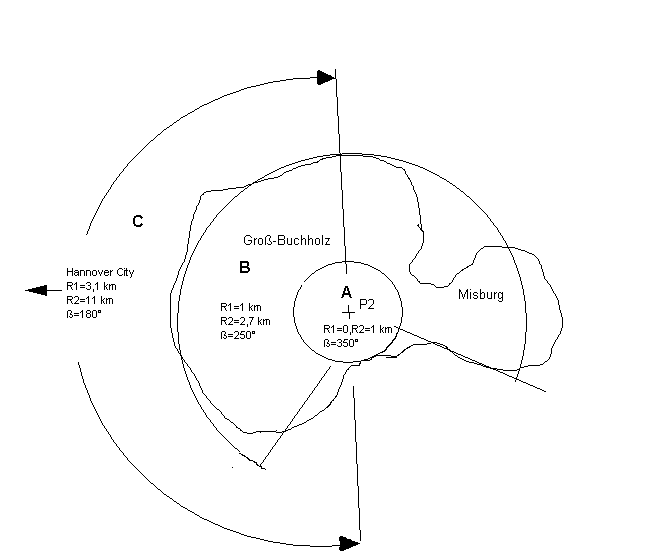 C
Groß-Buchholz
B
Hannover City
R1=3,1 km
R2=11 km
ß=180°
R1=1 km
R2=2,7 km
ß=250°
A
P2
R1=0,R2=1 km
ß=350°
Misburg